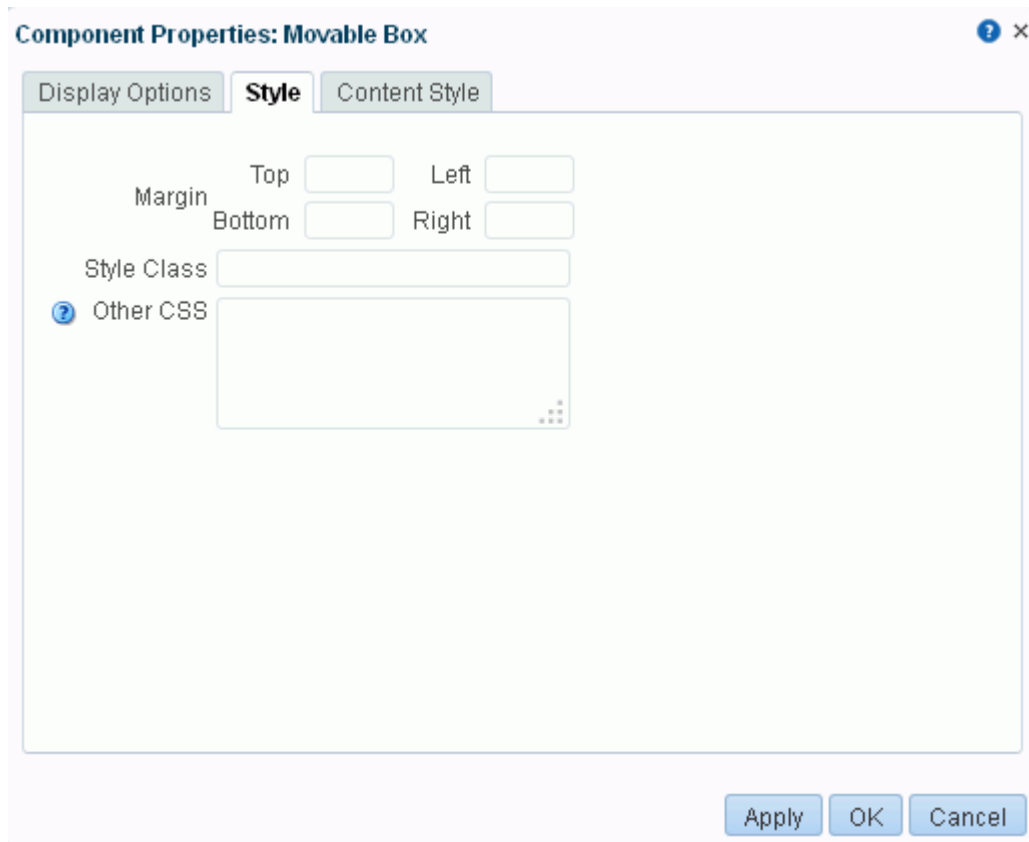 Component Properties: Movable Box
Display Options Style Content Style
Top Left
Margin
Bottom Right
Style Class
Other CSS
Apply OK Cancel